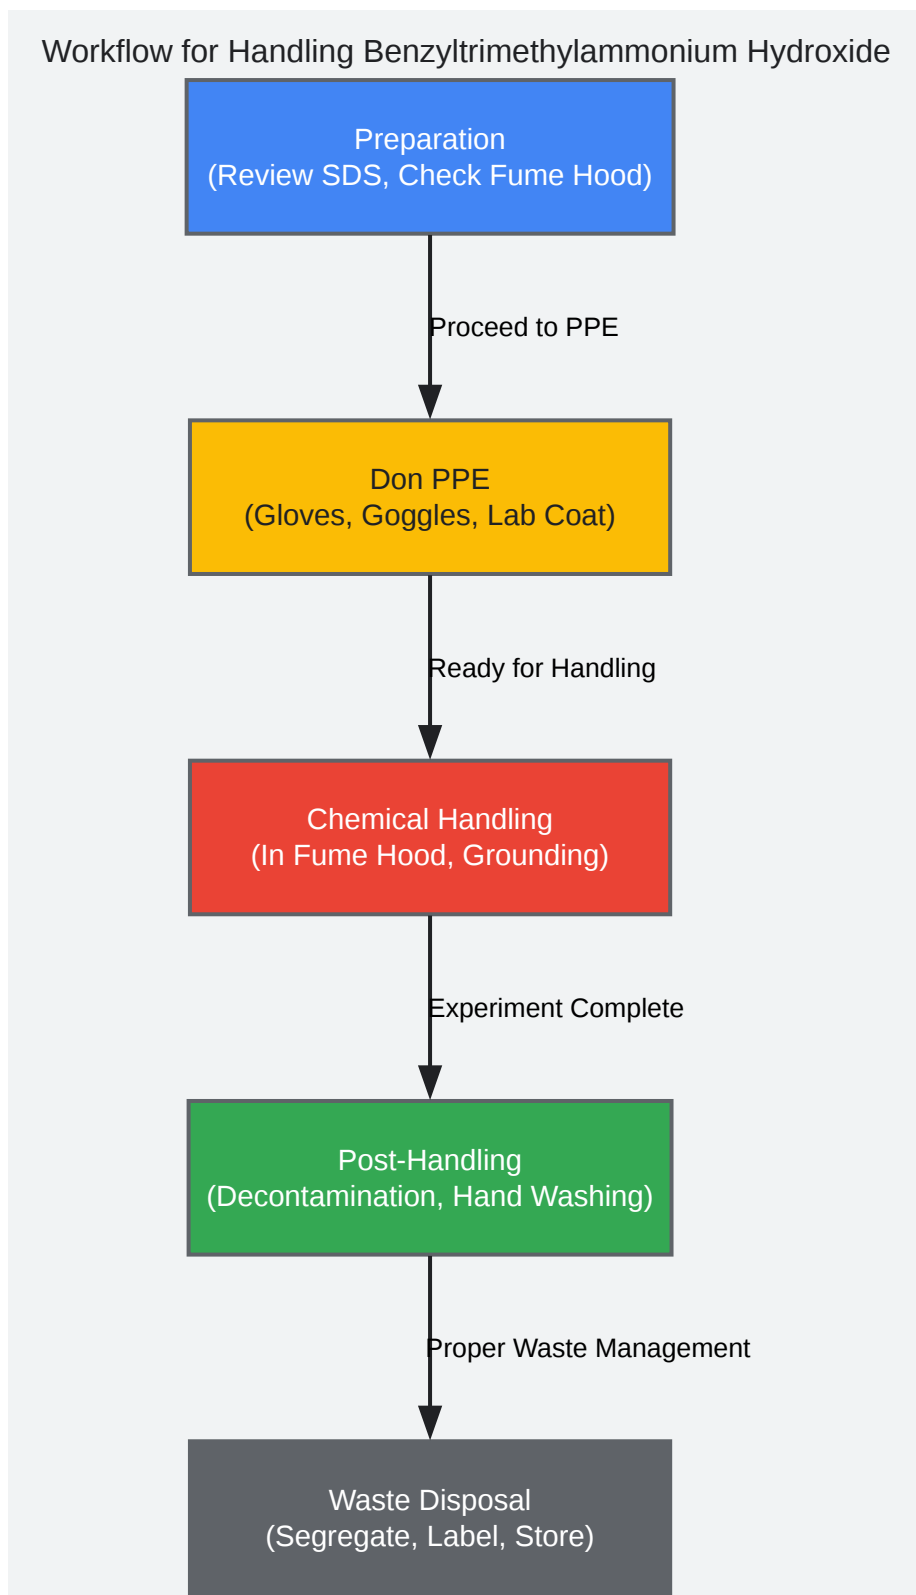 Workflow for Handling Benzyltrimethylammonium Hydroxide
Preparation
(Review SDS, Check Fume Hood)
Proceed to PPE
Don PPE
(Gloves, Goggles, Lab Coat)
Ready for Handling
Chemical Handling
(In Fume Hood, Grounding)
Experiment Complete
Post-Handling
(Decontamination, Hand Washing)
Proper Waste Management
Waste Disposal
(Segregate, Label, Store)